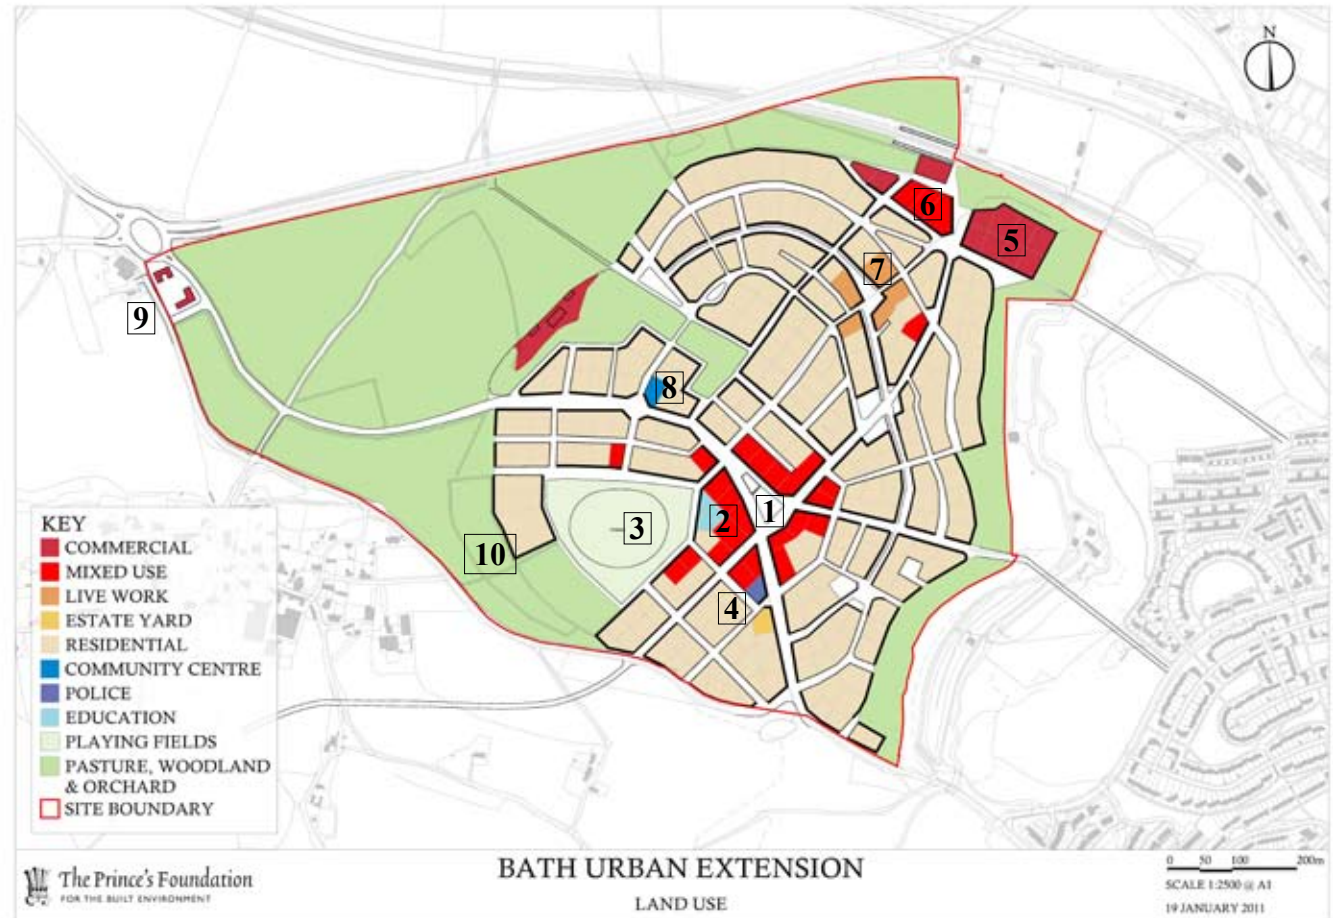 N
6
5
7
9
8
1
2
3
10
4
KEY
COMMERCIAL
MIXED USE
LIVE WORK
ESTATE YARD
RESIDENTIAL
COMMUNITY CENTRE
POLICE
EDUCATION
PLAYING FIELDS
PASTURE, WOODLAND
& ORCHARD
SITE BOUNDARY
The Prince's Foundation
FOR THE BUILT ENVIRONMENT
BATH URBAN EXTENSION
LAND USE
0 50 100 200m
SCALE 1:2500 @ A1
19 JANUARY 2011